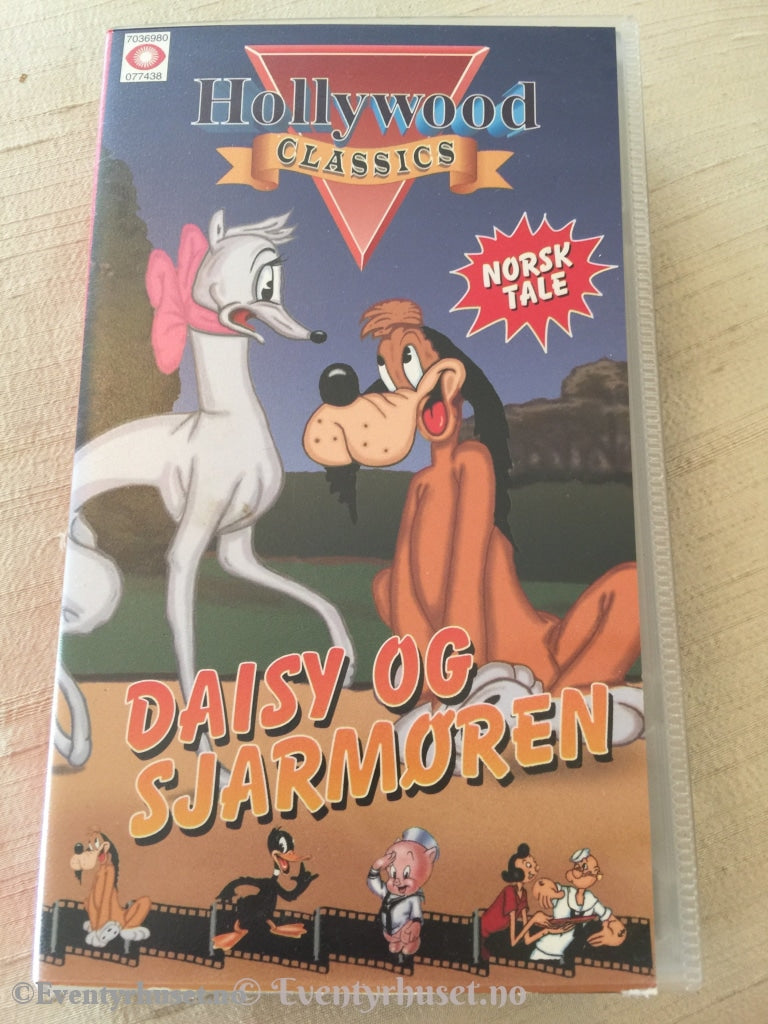 7036980
077438
Hollywood
CLASSICS
NORSK
TALE
DAISY OG
SJARMØREN
©Eventyrhuset.no © Eventyrhuset.no